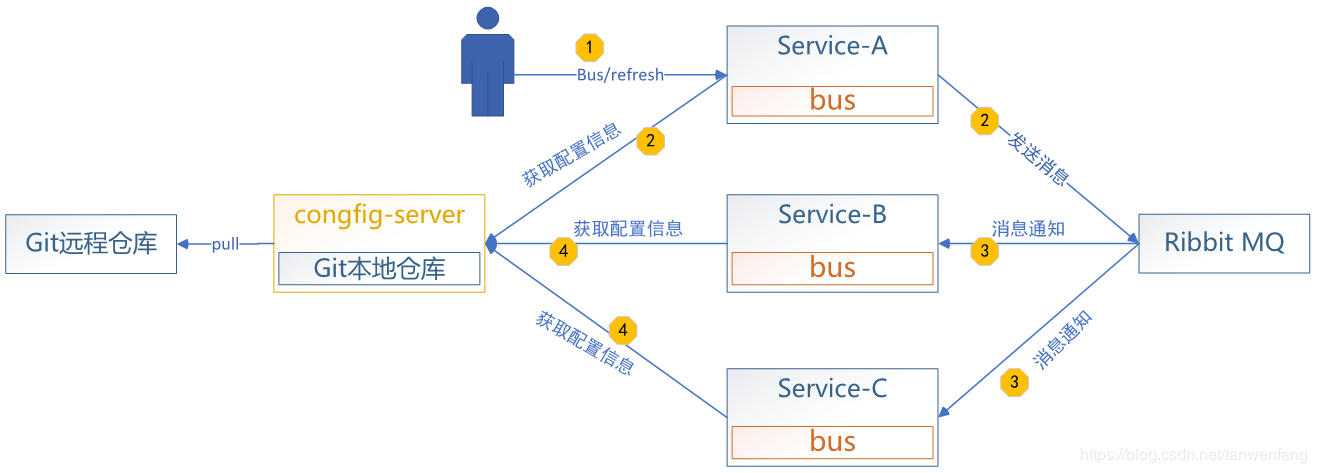 1
Bus/refresh
Service-A
bus
获取配置信息
2
2
发送消息
Git远程仓库
pull
congfig-server
Git本地仓库
获取配置信息
4
Service-B
bus
消息通知
3
Ribbit MQ
获取配置信息
4
消息通知
3
Service-C
bus
https://blog.csdn.net/tanwenfang